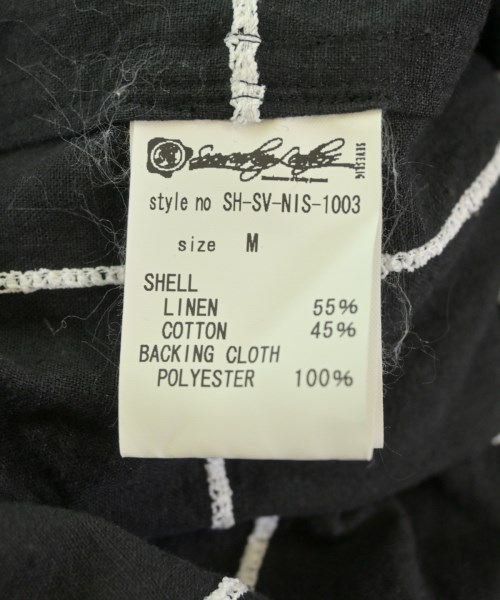 style no SH-SV-NIS-1003
size M
SHELL
LINEN 55%
COTTON 45%
BACKING CLOTH
POLYESTER 100%